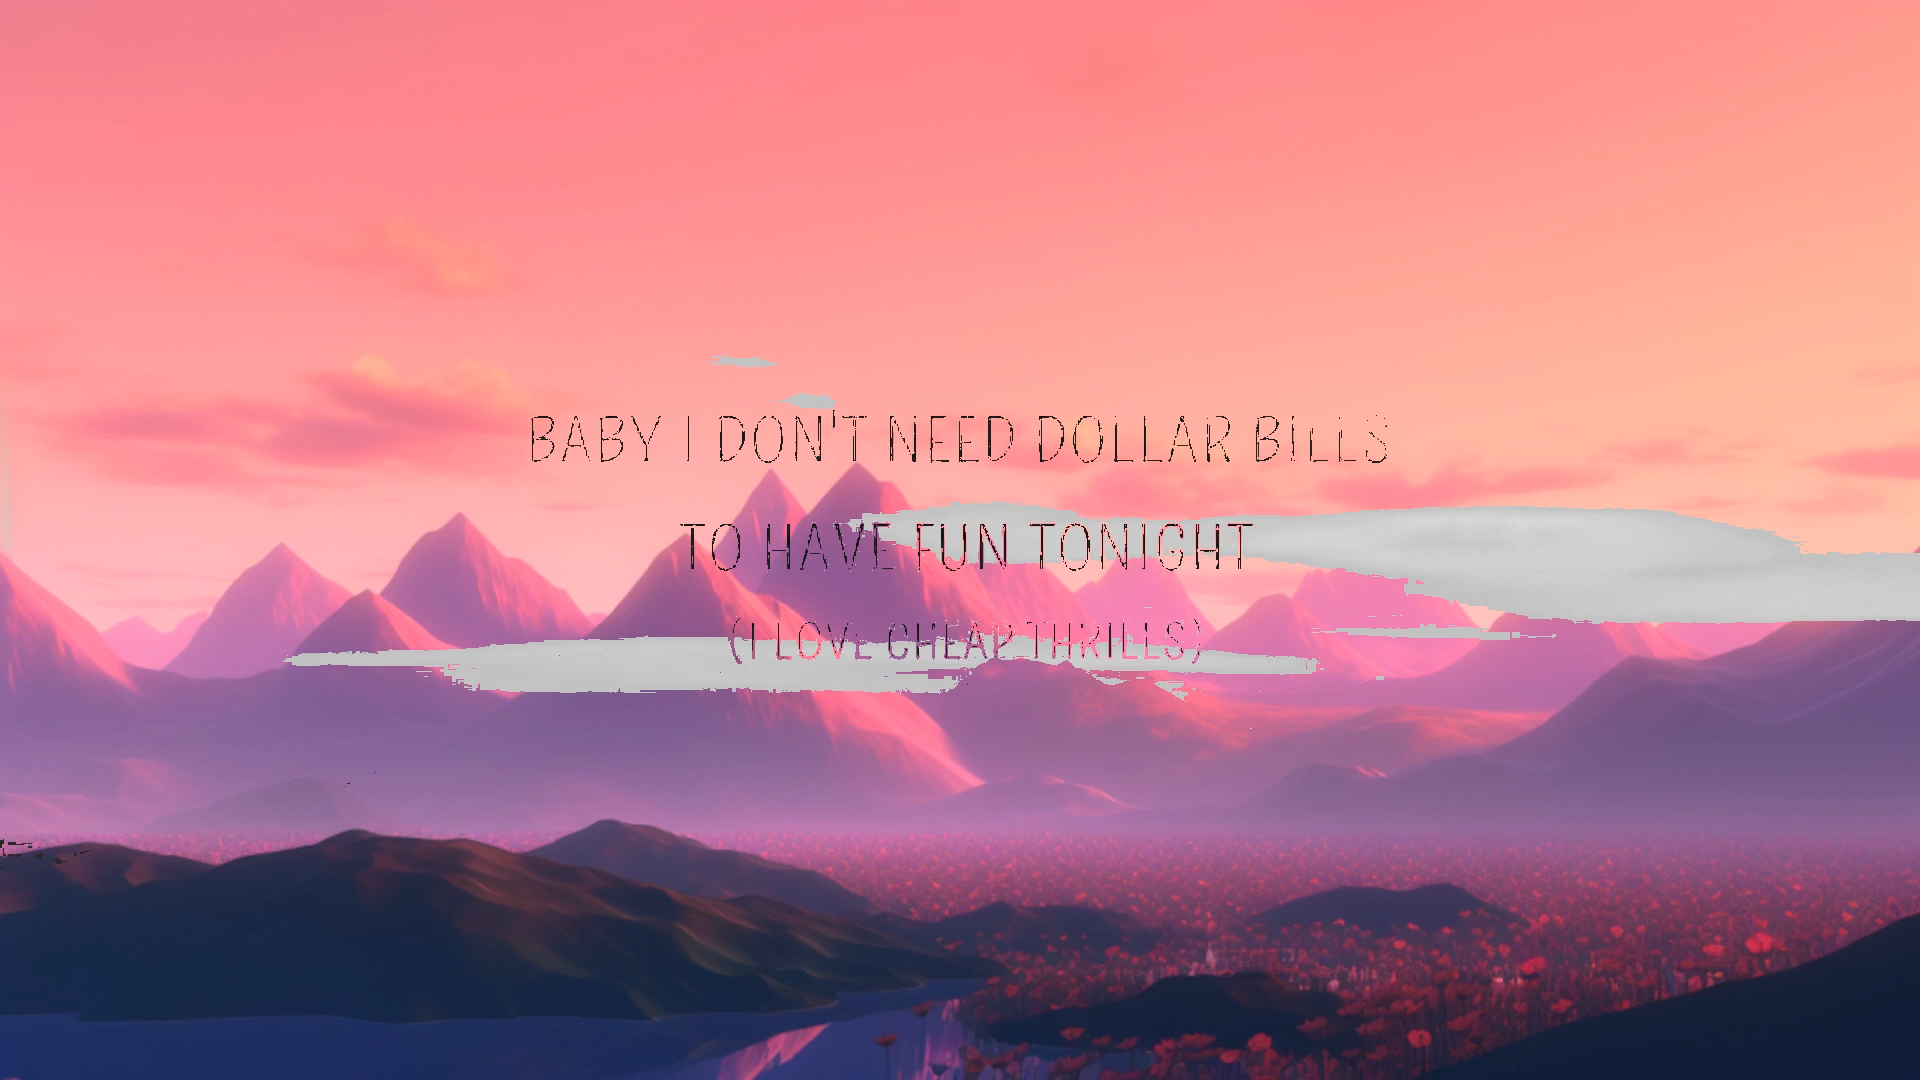 BABY I DON'T NEED DOLLAR BILLS
TO HAVE FUN TONIGHT
(I LOVE CHEAP THRILLS)